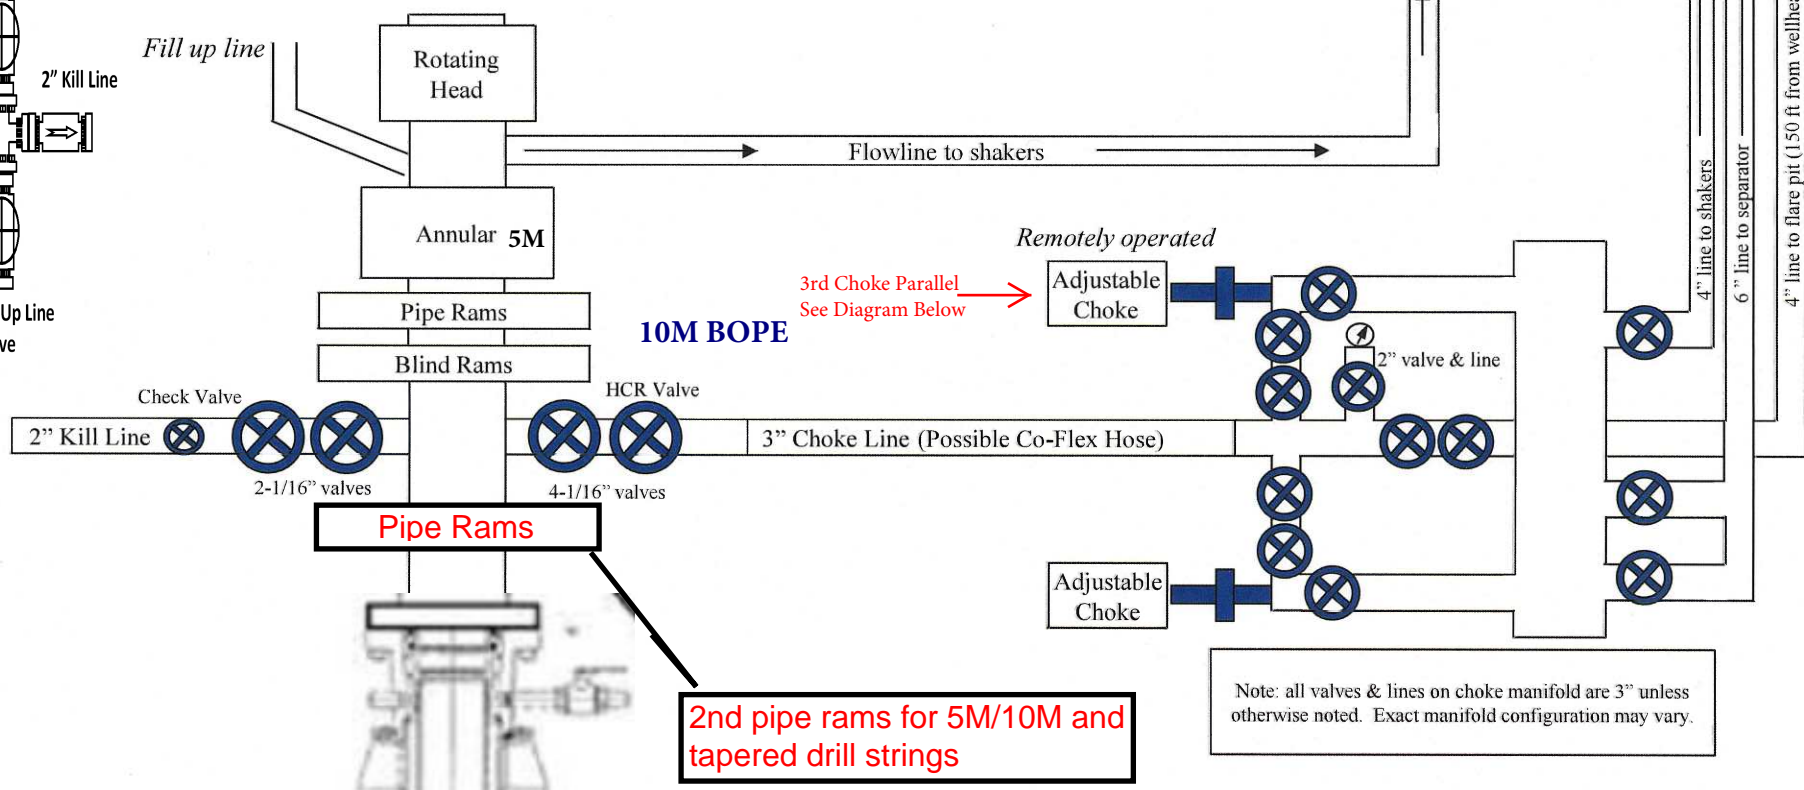 Fill up line
2” Kill Line
Rotating
Head
Flowline to shakers
Annular 5M
Remotely operated
3rd Choke Parallel
See Diagram Below
Adjustable
Choke
Up Line
ve
Pipe Rams
10M BOPE
Blind Rams
2” valve & line
Check Valve
HCR Valve
2” Kill Line
3” Choke Line (Possible Co-Flex Hose)
2-1/16” valves
4-1/16” valves
Pipe Rams
Adjustable
Choke
2nd pipe rams for 5M/10M and
tapered drill strings
Note: all valves & lines on choke manifold are 3” unless
otherwise noted. Exact manifold configuration may vary.
4” line to shakers
6” line to separator
4” line to flare pit (150 ft from wellhea